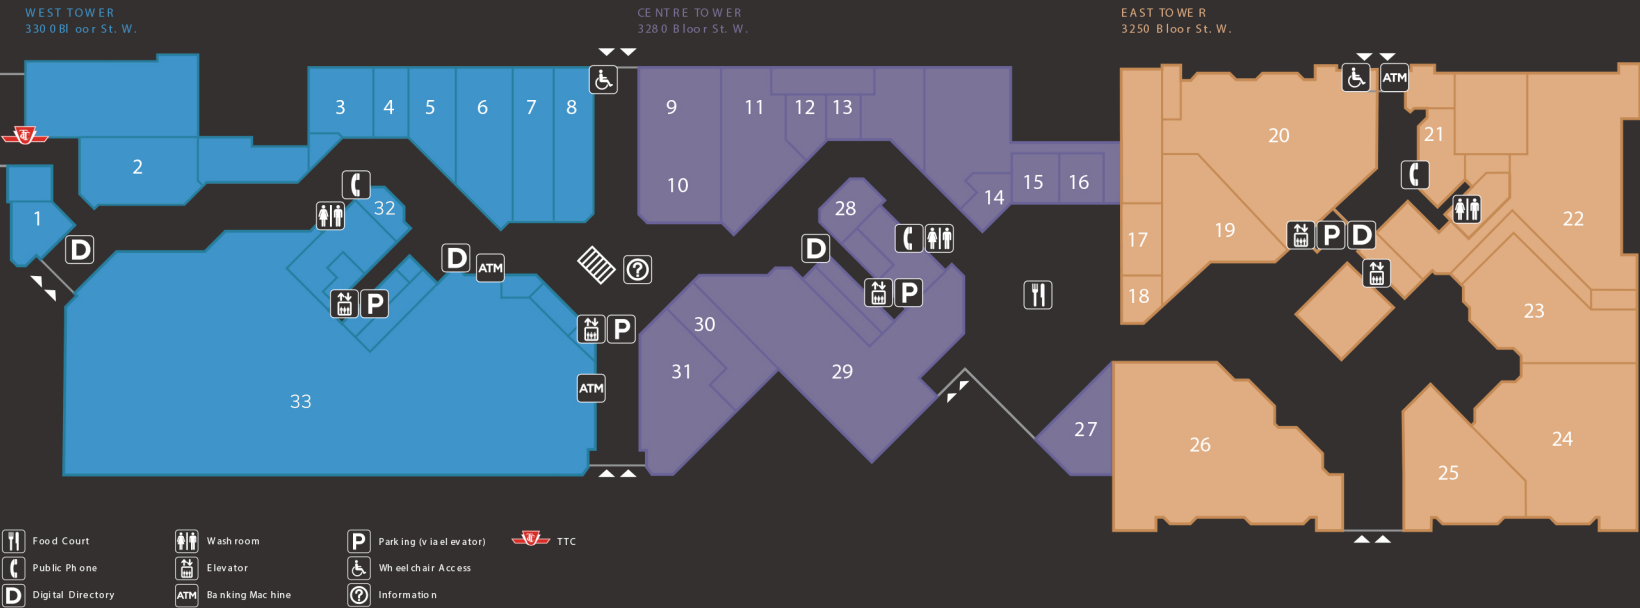 WEST TOWER
3300 Bloor St. W.
CENTRE TOWER
3280 Bloor St. W.
EAST TOWER
3250 Bloor St. W.
ATM
3
4
5
6
7
8
9
11
12
13
20
21
2
10
14
15
16
1
32
28
17
19
22
D
D
ATM
D
P
D
P
P
P
?
18
30
23
33
31
29
ATM
27
26
25
24
Food Court
Washroom
P
Parking (via elevator)
TTC
Public Phone
Elevator
Wheelchair Access
D
Digital Directory
ATM
Banking Machine
?
Information